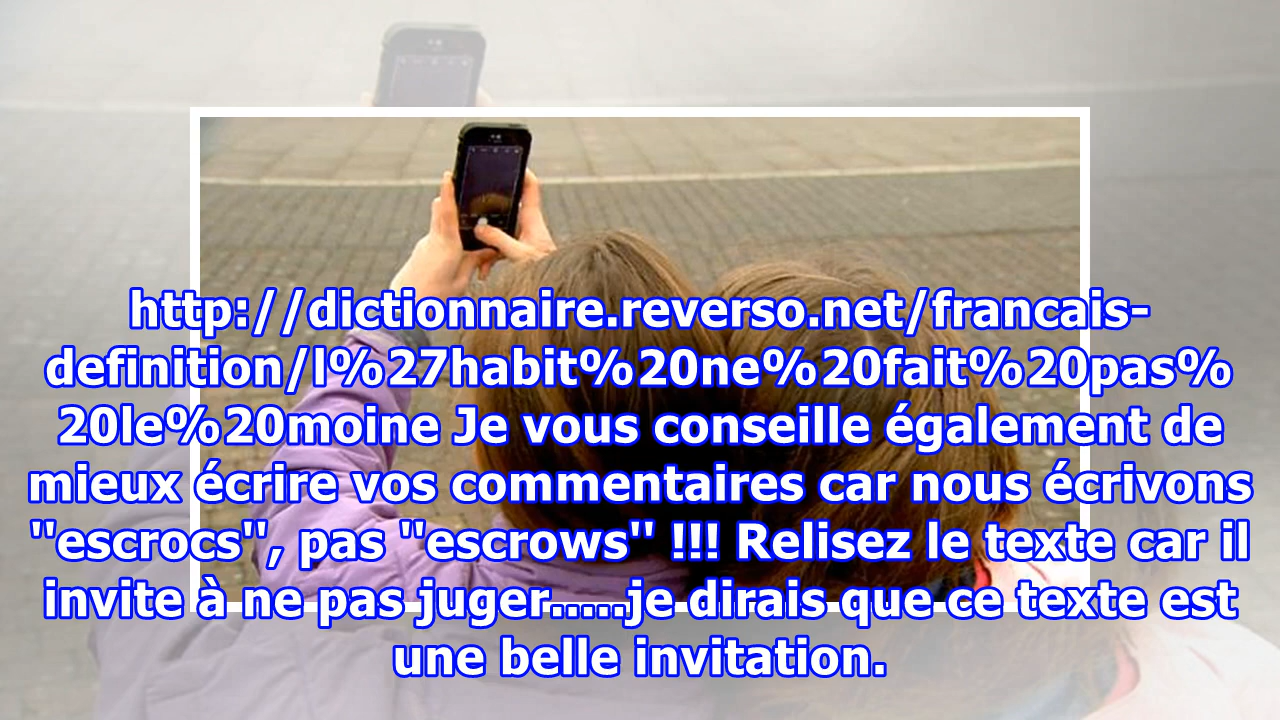 http://dictionnaire.reverso.net/francais-
definition/l%27habit%20ne%20fait%20pas%
20le%20moine Je vous conseille également de
mieux écrire vos commentaires car nous écrivons
"escrocs", pas "escrows" !!! Relisez le texte car il
invite à ne pas juger.....je dirais que ce texte est
une belle invitation.